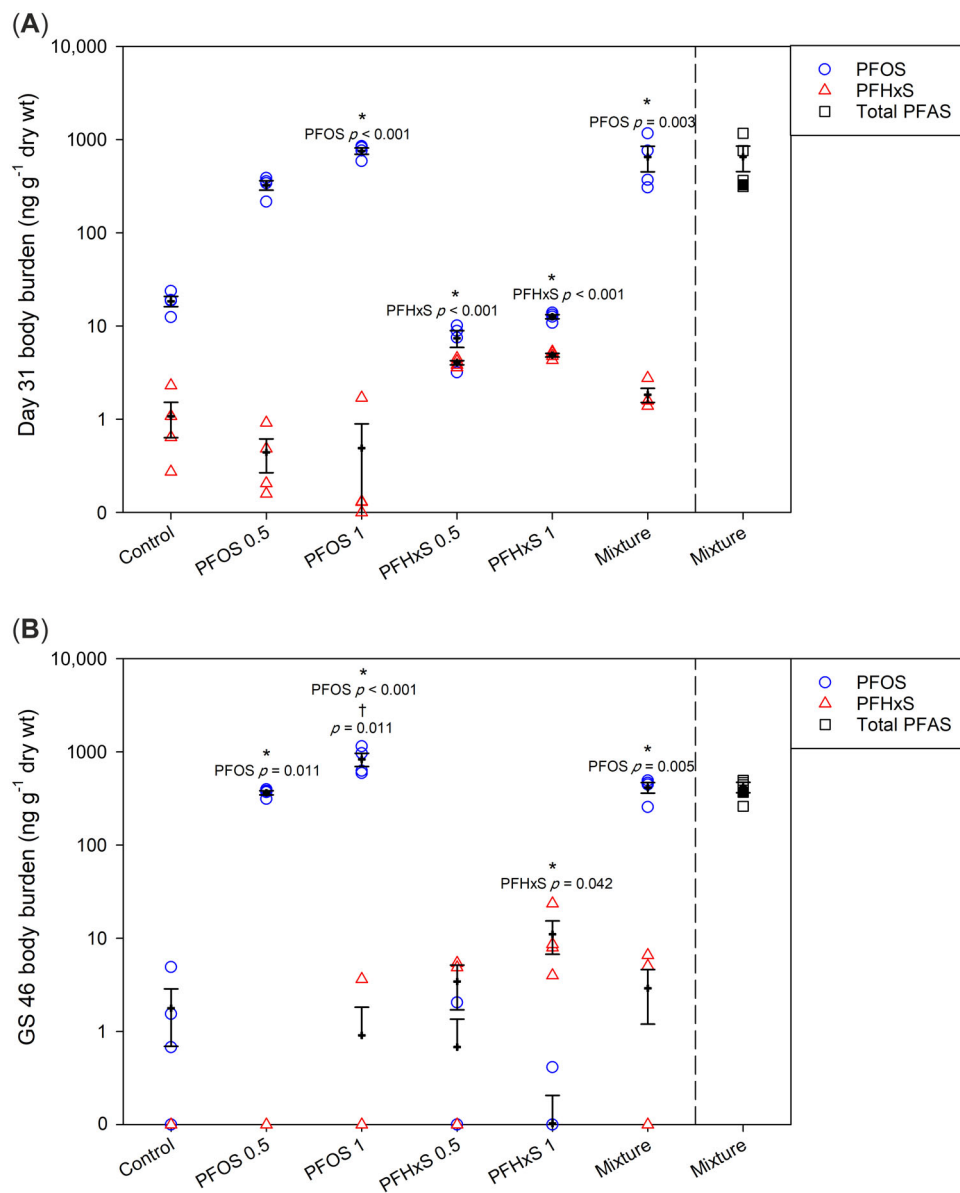 (A)
Day 31 body burden (ng g⁻¹ dry wt)
10,000
1000
100
10
1
0
*
PFOS p < 0.001
*
PFHxS p < 0.001
*
PFHxS p < 0.001
*
PFOS p = 0.003
PFOS
PFHxS
Total PFAS
Control
PFOS 0.5
PFOS 1
PFHxS 0.5
PFHxS 1
Mixture
Mixture
(B)
GS 46 body burden (ng g⁻¹ dry wt)
10,000
1000
100
10
1
0
*
PFOS p = 0.011
*
PFOS p < 0.001
†
p = 0.011
*
PFHxS p = 0.042
*
PFOS p = 0.005
PFOS
PFHxS
Total PFAS
Control
PFOS 0.5
PFOS 1
PFHxS 0.5
PFHxS 1
Mixture
Mixture